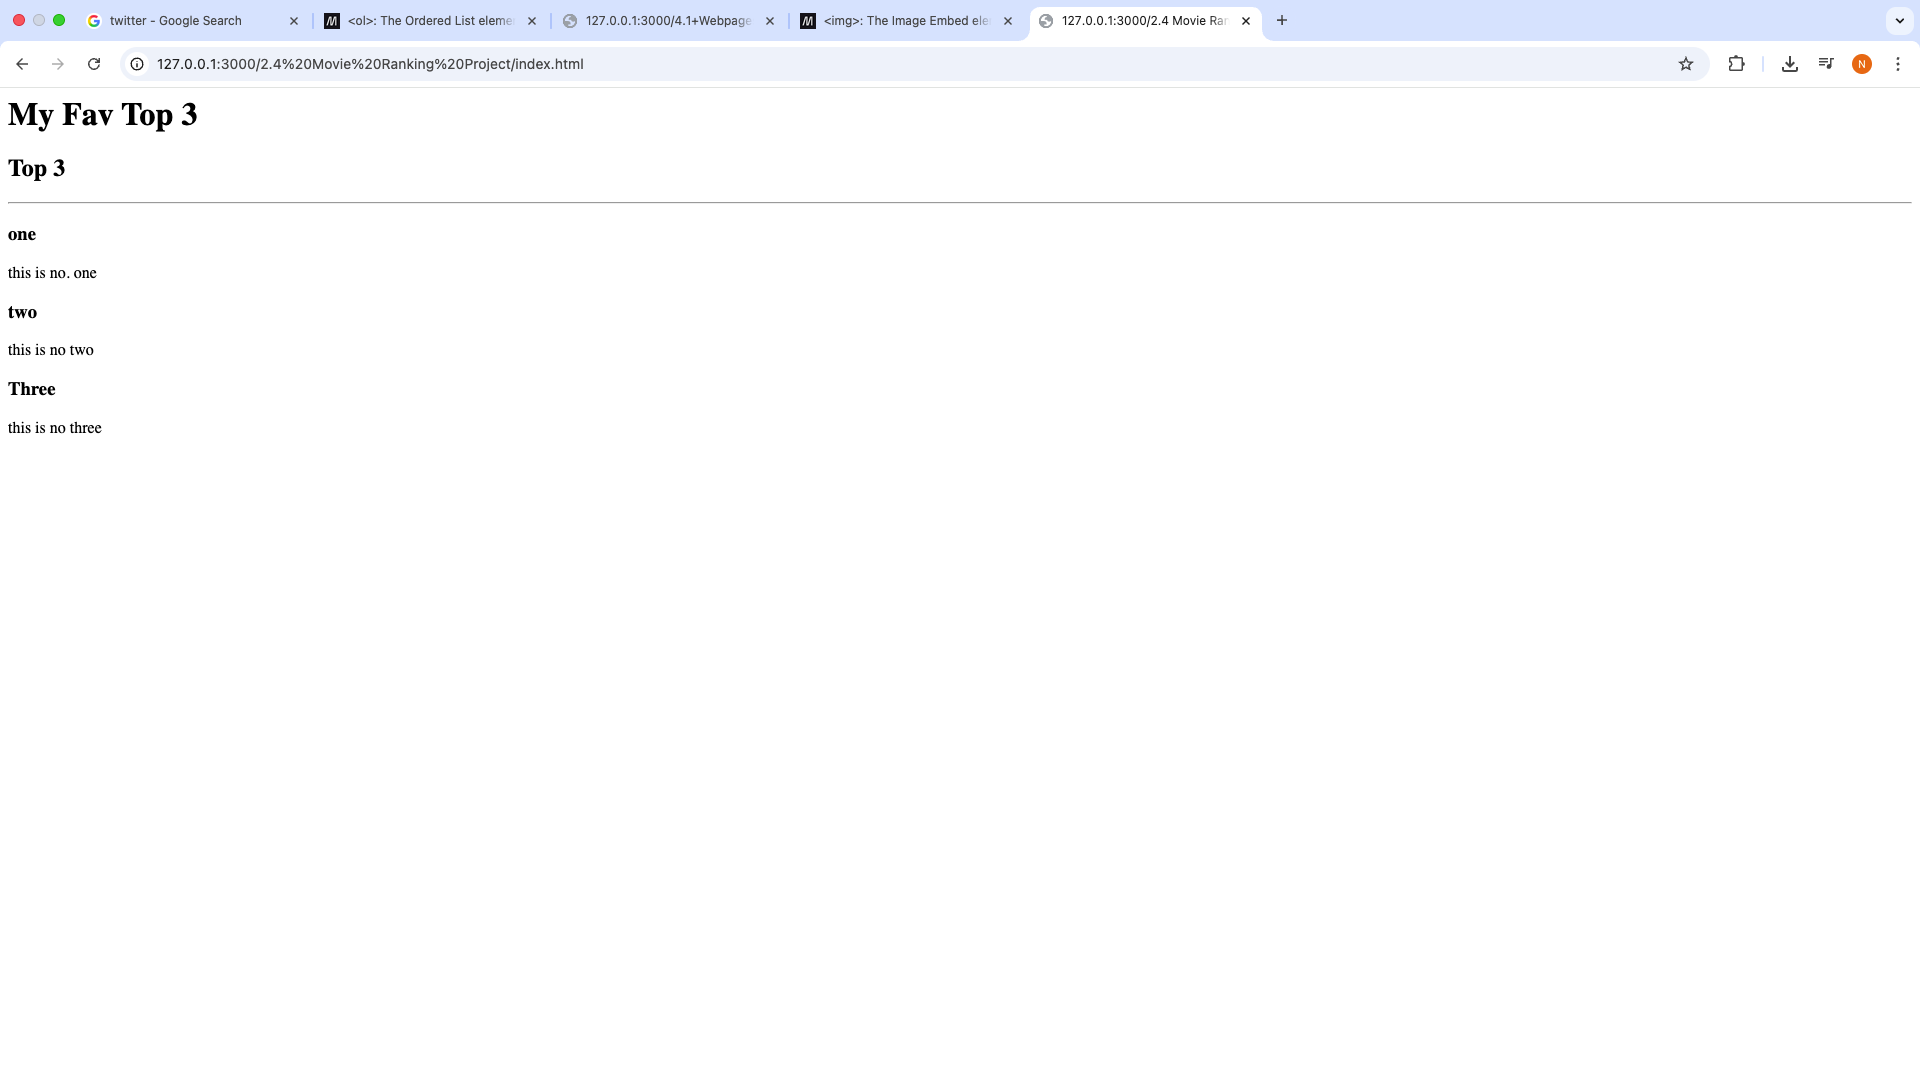 twitter - Google Search
<ol>: The Ordered List eleme
127.0.0.1:3000/4.1+Webpage
<img>: The Image Embed ele
127.0.0.1:3000/2.4 Movie Ran
127.0.0.1:3000/2.4%20Movie%20Ranking%20Project/index.html
N
My Fav Top 3
Top 3
one
this is no. one
two
this is no two
Three
this is no three